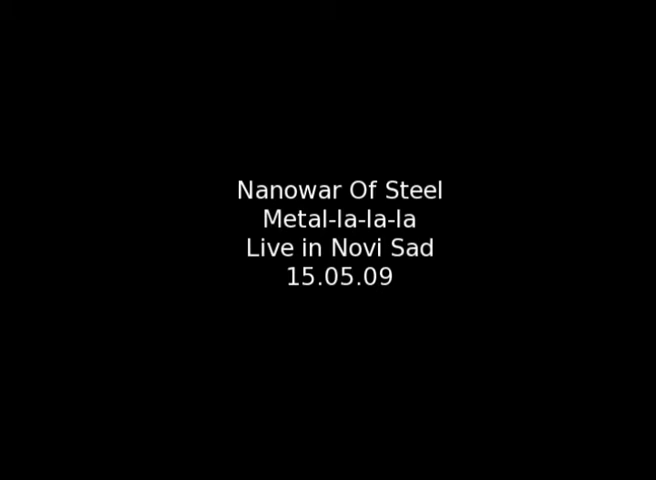 Nanowar Of Steel
Metal-la-la-la
Live in Novi Sad
15.05.09